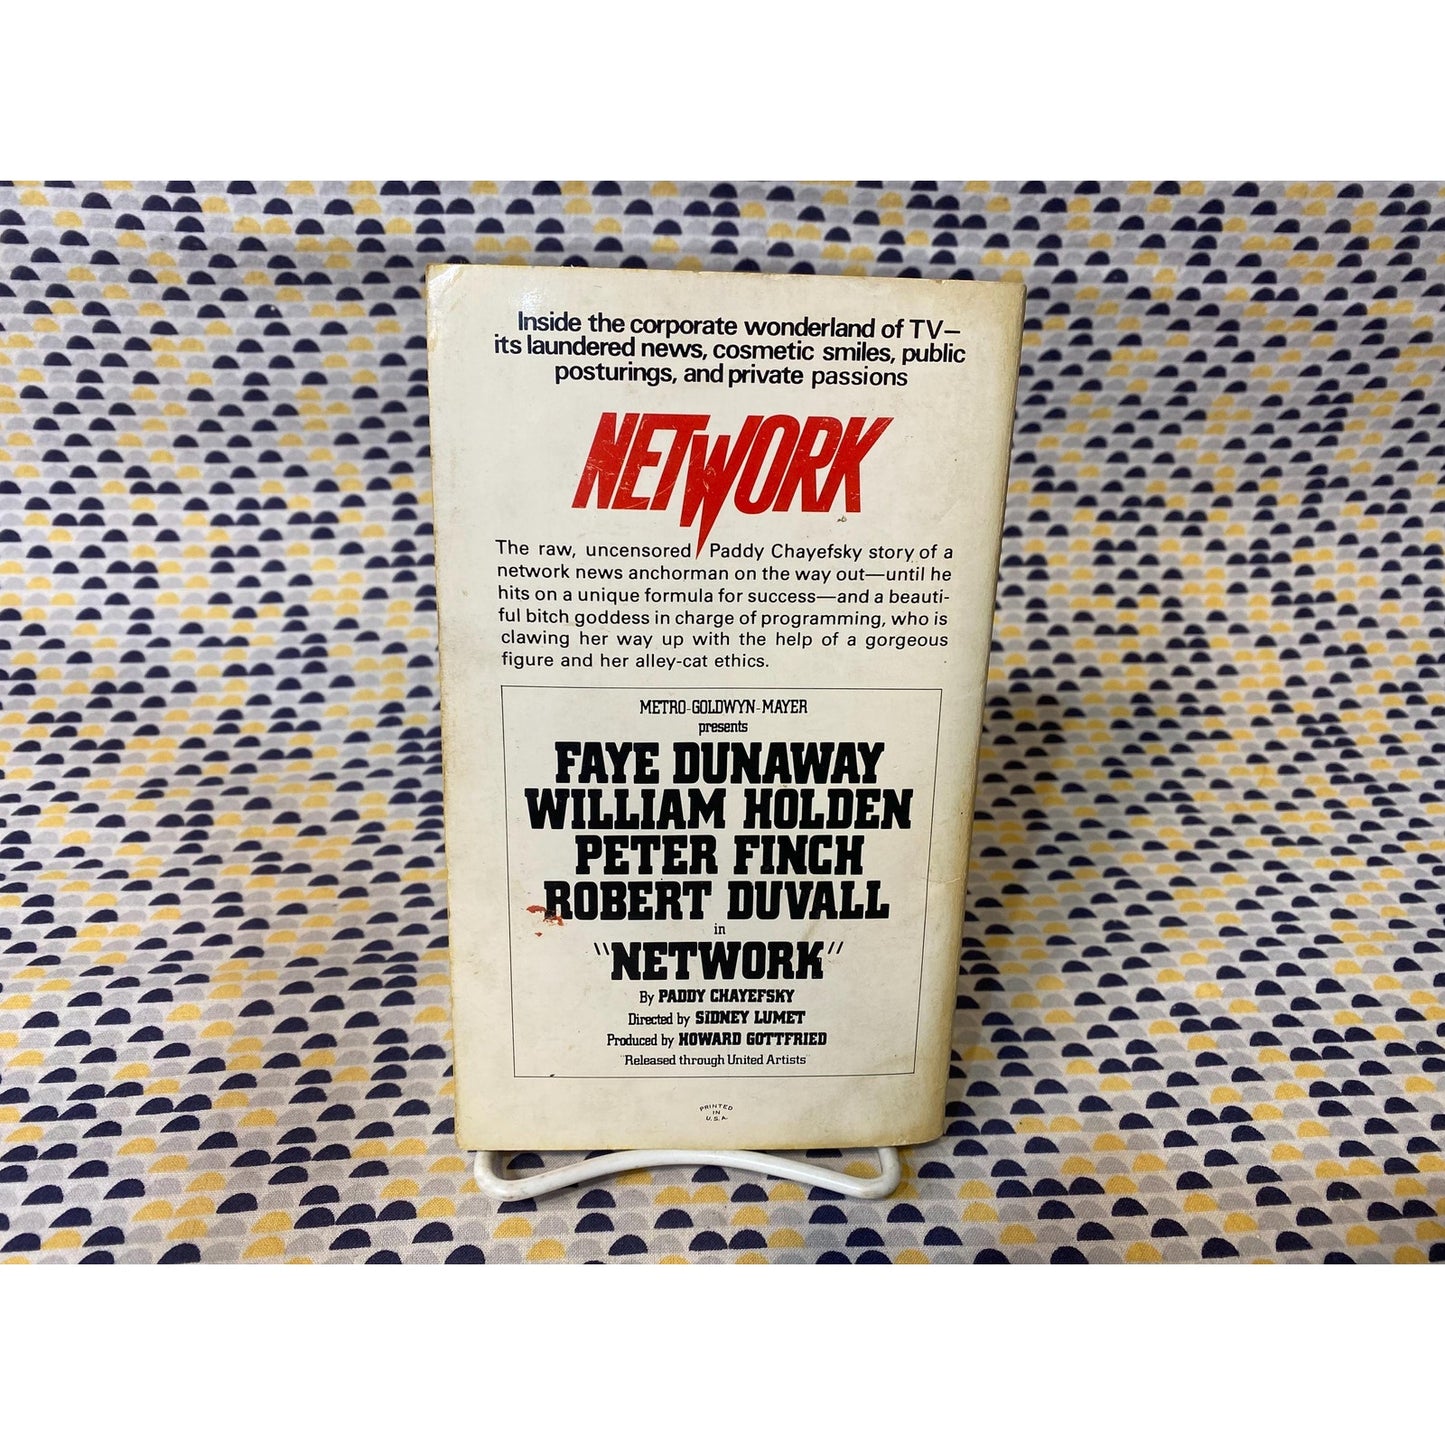 Inside the corporate wonderland of TV—
its laundered news, cosmetic smiles, public
posturings, and private passions
NETWORK
The raw, uncensored Paddy Chayefsky story of a
network news anchorman on the way out—until he
hits on a unique formula for success—and a beauti-
ful bitch goddess in charge of programming, who is
clawing her way up with the help of a gorgeous
figure and her alley-cat ethics.
METRO-GOLDWYN-MAYER
presents
FAYE DUNAWAY
WILLIAM HOLDEN
PETER FINCH
ROBERT DUVALL
in
"NETWORK"
By PADDY CHAYEFSKY
Directed by SIDNEY LUMET
Produced by HOWARD GOTTFRIED
"Released through United Artists"
PRINTED
IN
U.S.A.